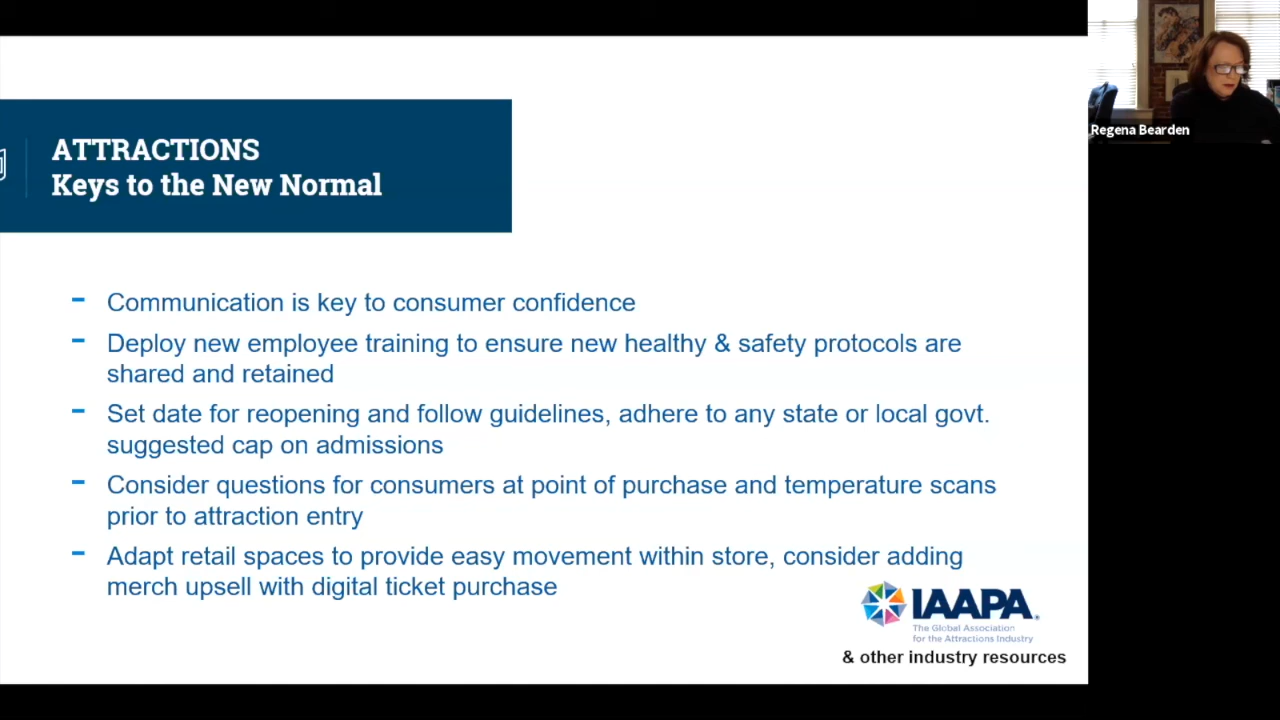 ATTRACTIONS
Keys to the New Normal
Regena Bearden
- Communication is key to consumer confidence
- Deploy new employee training to ensure new healthy & safety protocols are
shared and retained
- Set date for reopening and follow guidelines, adhere to any state or local govt.
suggested cap on admissions
- Consider questions for consumers at point of purchase and temperature scans
prior to attraction entry
- Adapt retail spaces to provide easy movement within store, consider adding
merch upsell with digital ticket purchase
IAAPA®
The Global Association
for the Attractions Industry
& other industry resources